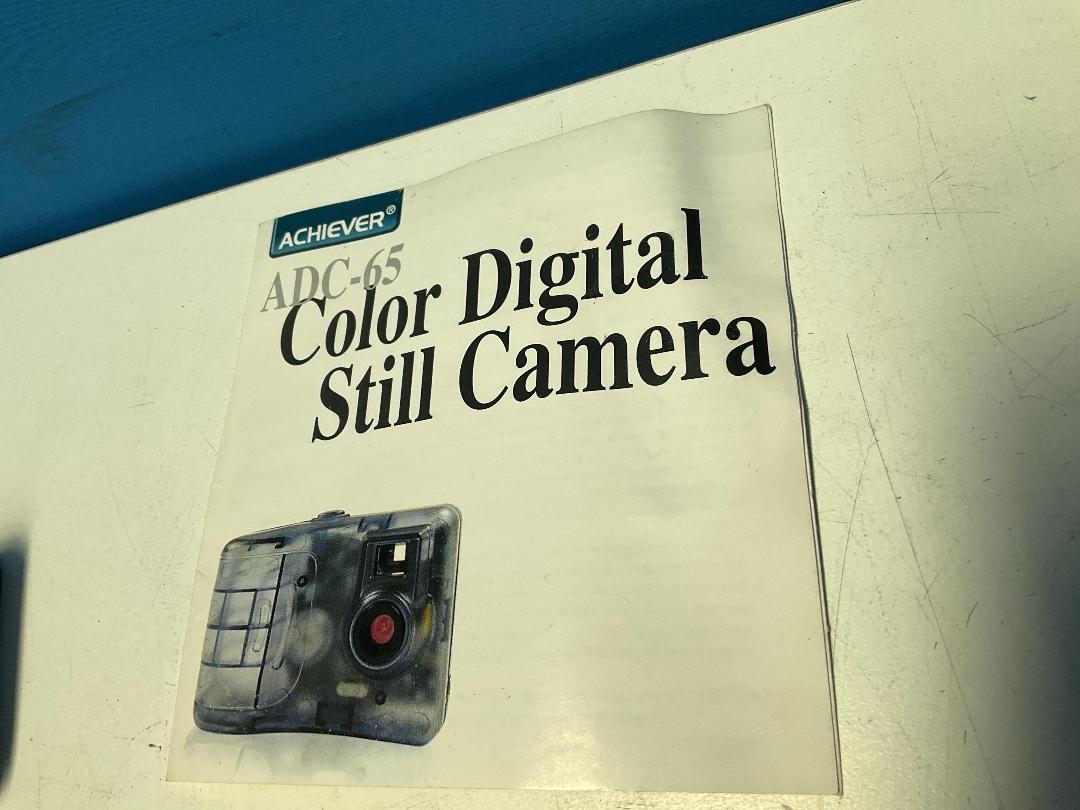 ACHIEVER®
ADC-65
Color Digital
Still Camera